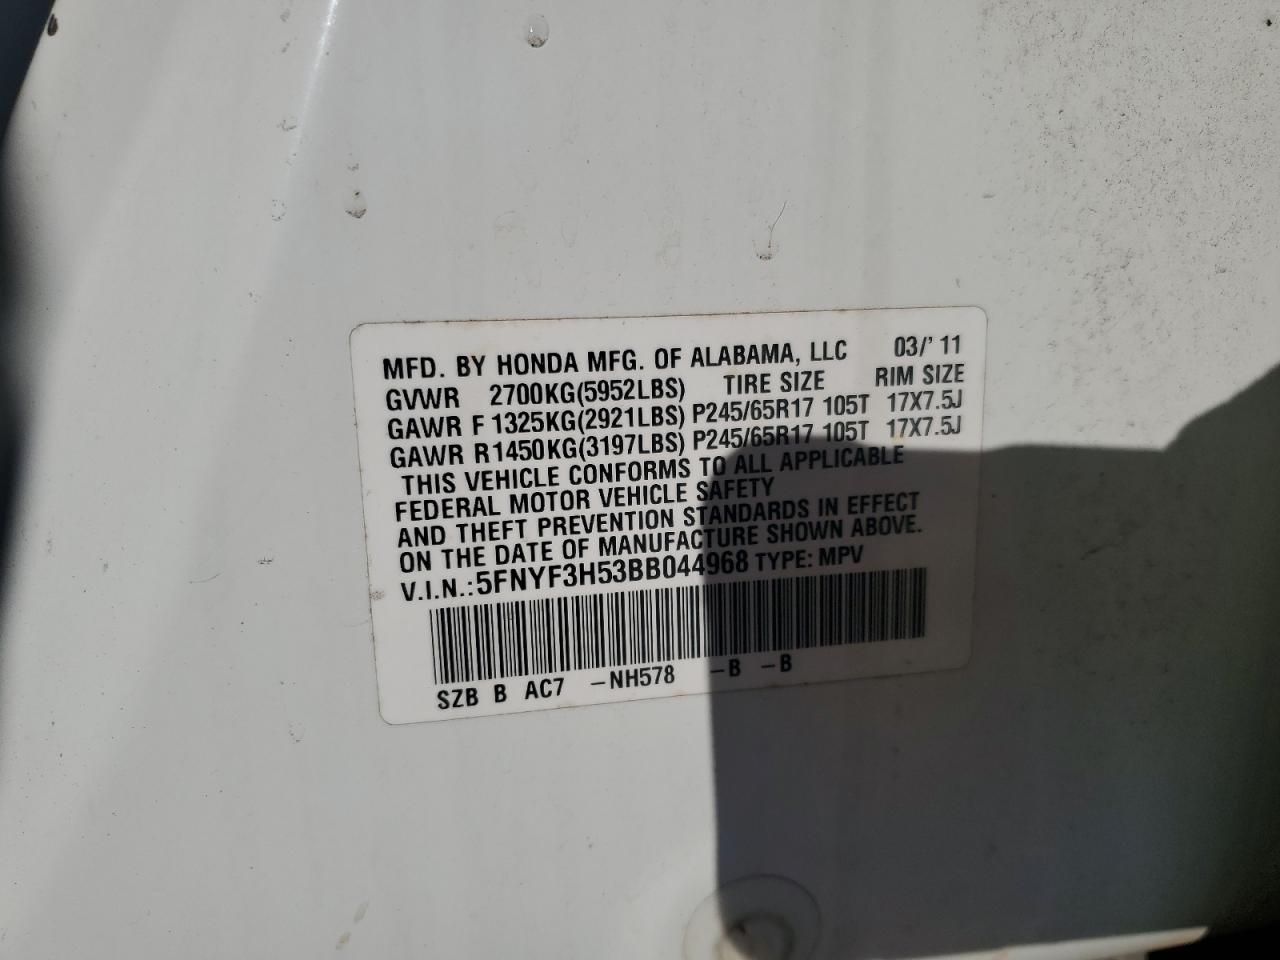 MFD. BY HONDA MFG. OF ALABAMA, LLC 03/' 11
GVWR 2700KG(5952LBS) TIRE SIZE RIM SIZE
GAWR F 1325KG(2921LBS) P245/65R17 105T 17X7.5J
GAWR R1450KG(3197LBS) P245/65R17 105T 17X7.5J
THIS VEHICLE CONFORMS TO ALL APPLICABLE
FEDERAL MOTOR VEHICLE SAFETY
AND THEFT PREVENTION STANDARDS IN EFFECT
ON THE DATE OF MANUFACTURE SHOWN ABOVE.
V.I.N.:5FNYF3H53BB044968 TYPE: MPV
SZB B AC7 -NH578 -B -B